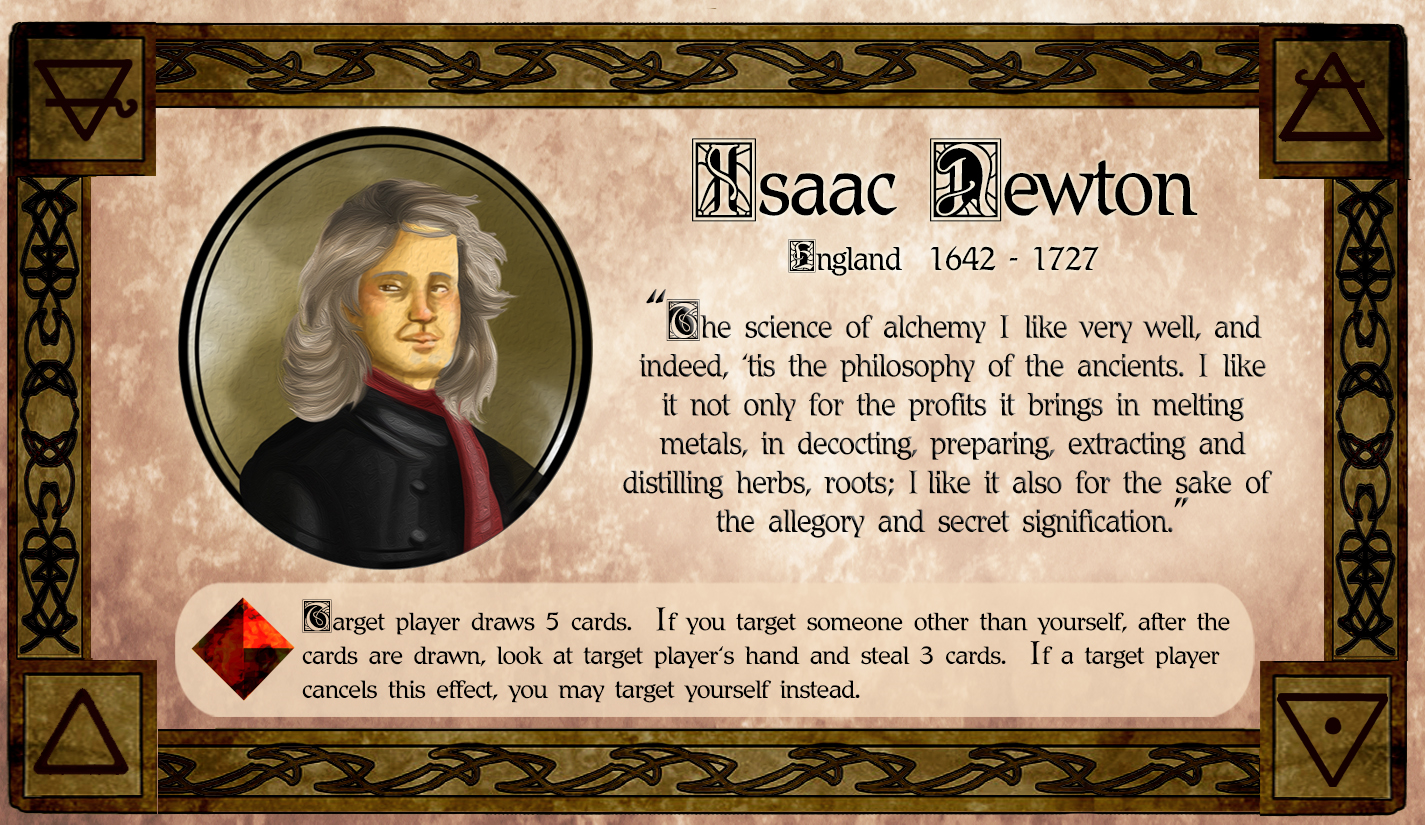 Isaac Newton
England 1642 - 1727
"The science of alchemy I like very well, and
indeed, 'tis the philosophy of the ancients. I like
it not only for the profits it brings in melting
metals, in decocting, preparing, extracting and
distilling herbs, roots; I like it also for the sake of
the allegory and secret signification."
Target player draws 5 cards. If you target someone other than yourself, after the
cards are drawn, look at target player's hand and steal 3 cards. If a target player
cancels this effect, you may target yourself instead.